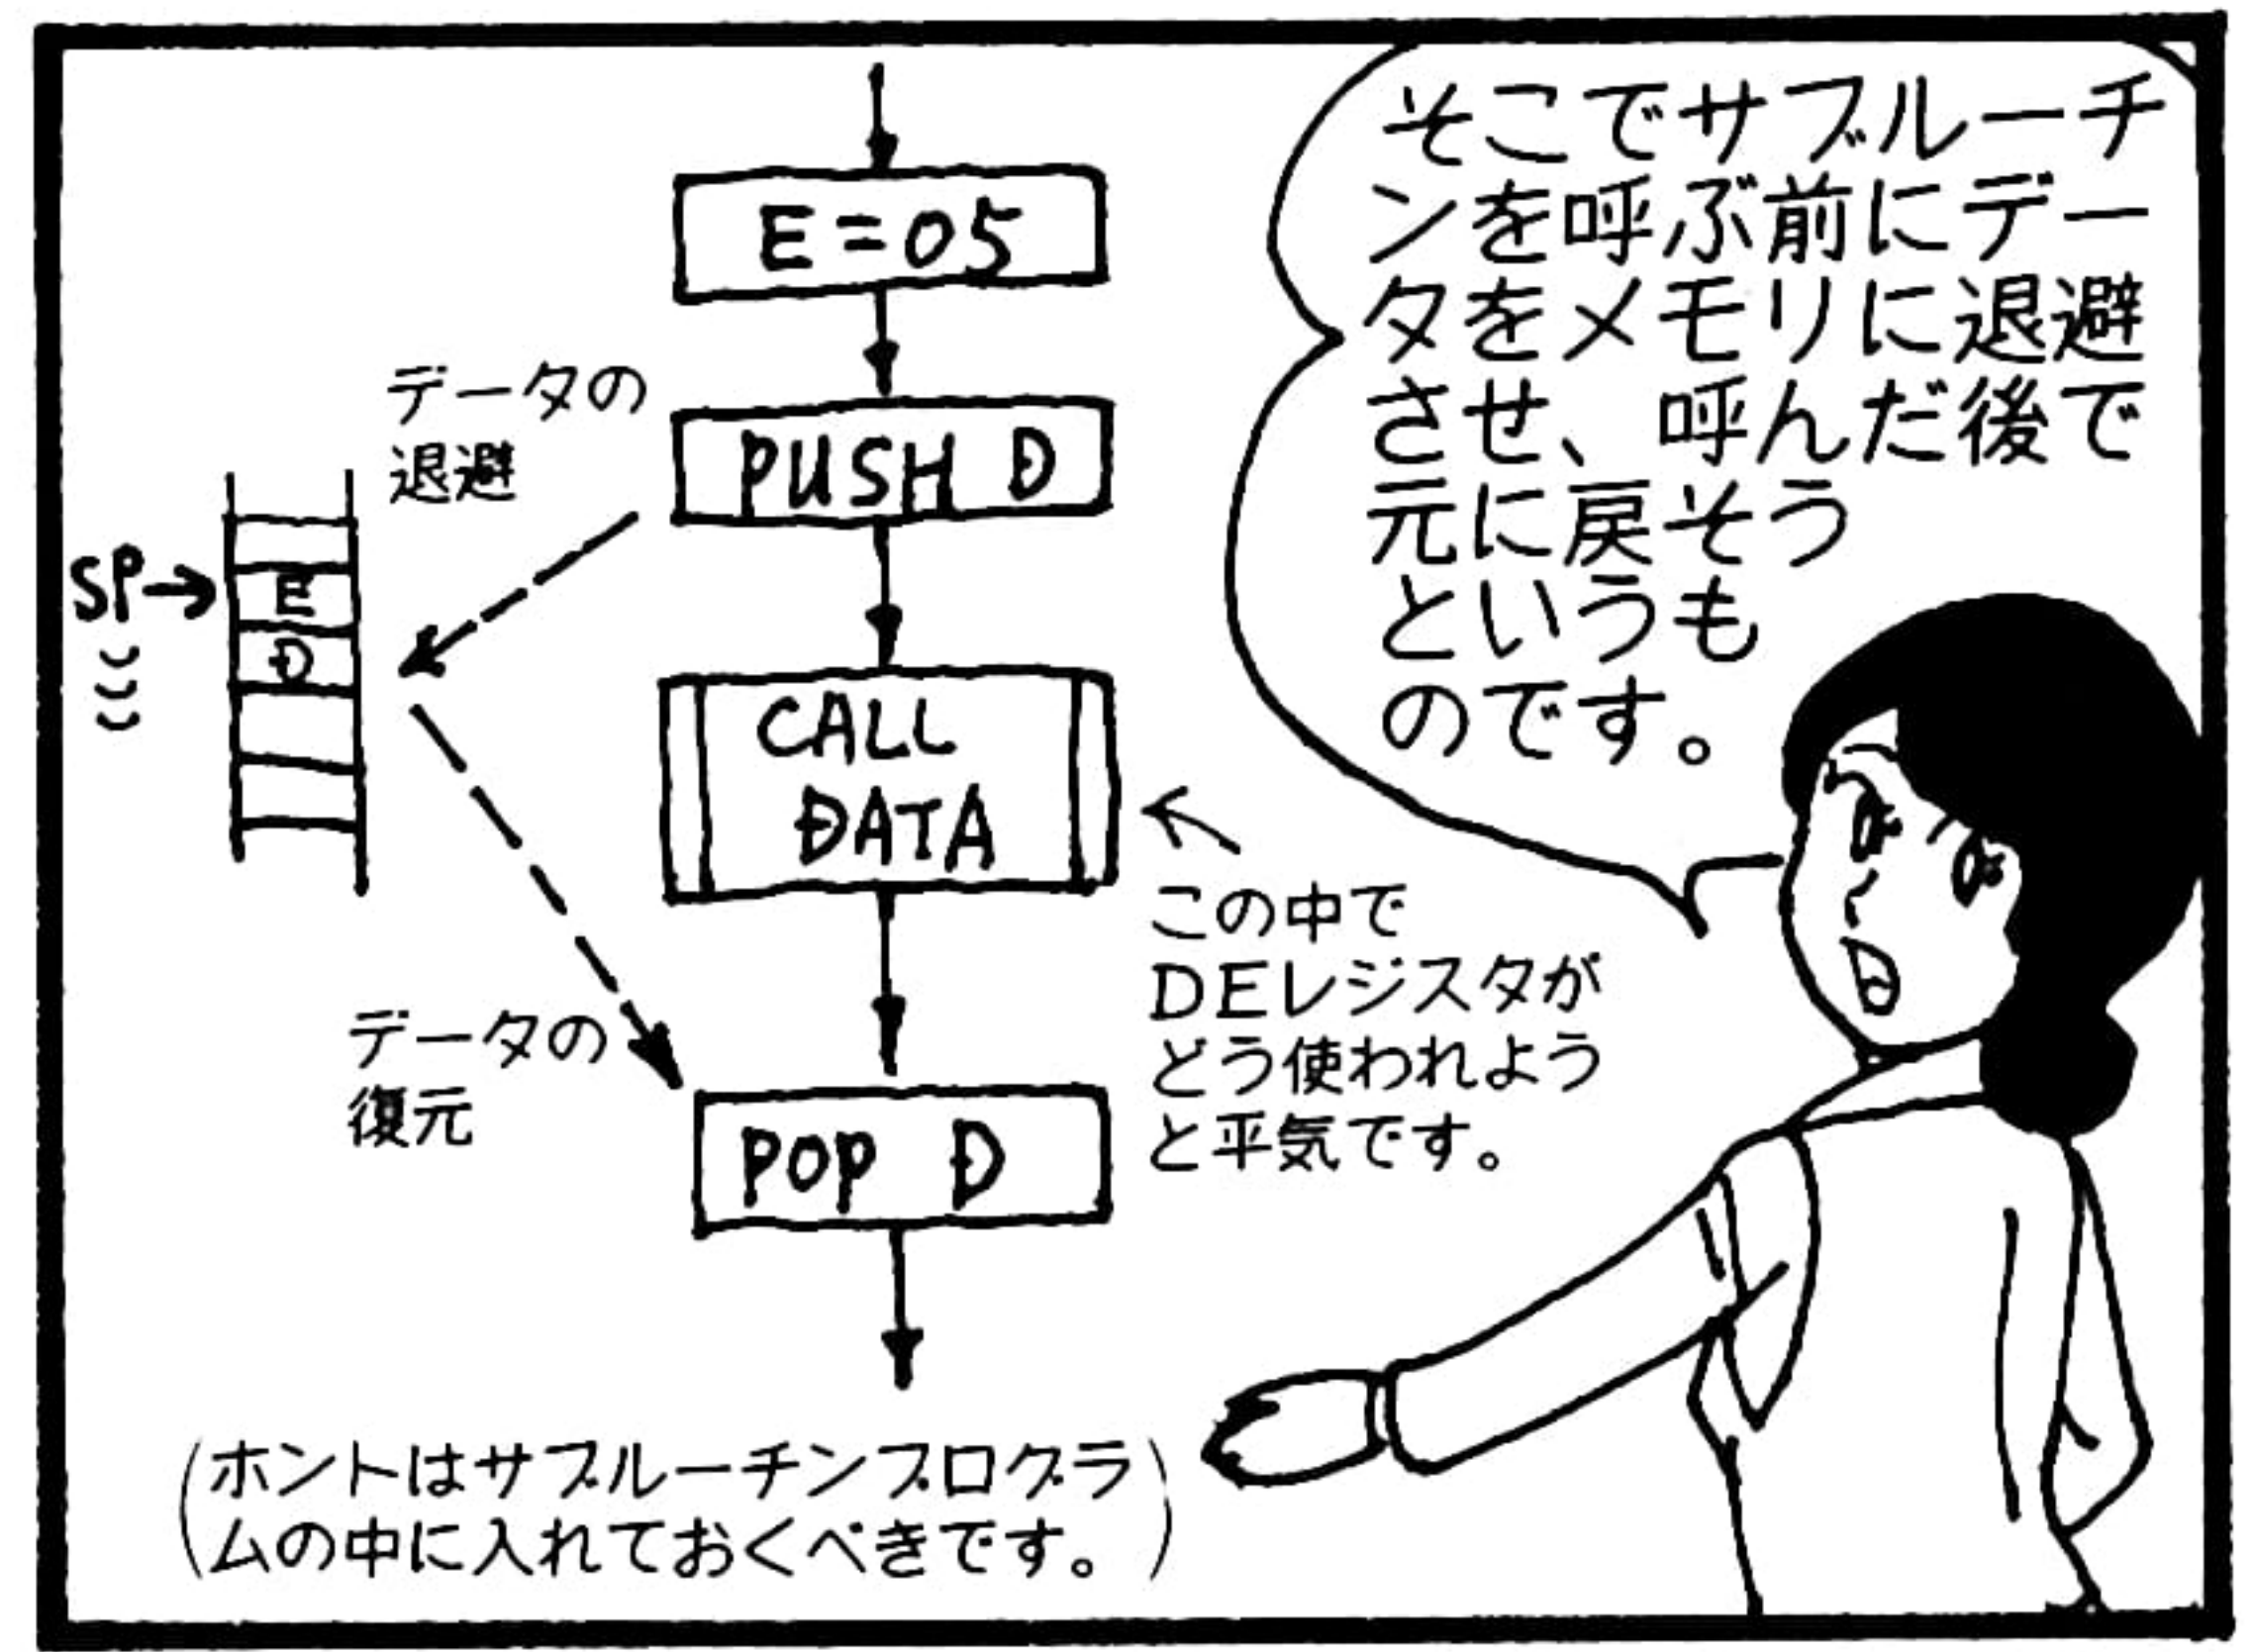 そこでサブルーチ
ンを呼ぶ前にデー
タをメモリに退避
させ、呼んだ後で
元に戻そう
というも
のです。
E=05
データの
退避
PUSH D
SP→
E
D
CALL
DATA
この中で
DEレジスタが
どう使われよう
と平気です。
データの
復元
POP D
(ホントはサブルーチンプログラ
ムの中に入れておくべきです。)